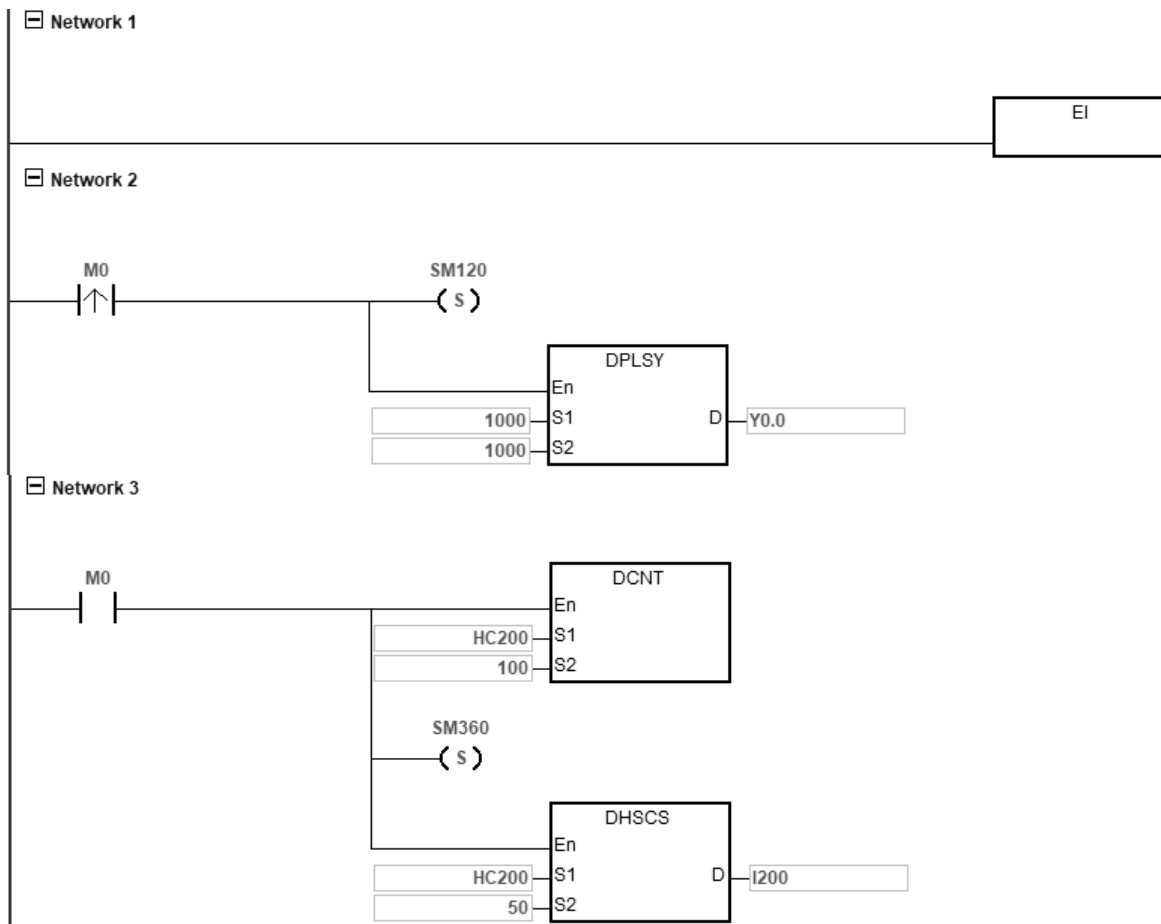 Network 1
EI
Network 2
M0
SM120
S
DPLSY
En
1000 S1 D Y0.0
1000 S2
Network 3
M0
DCNT
En
HC200 S1
100 S2
SM360
S
DHSCS
En
HC200 S1 D I200
50 S2